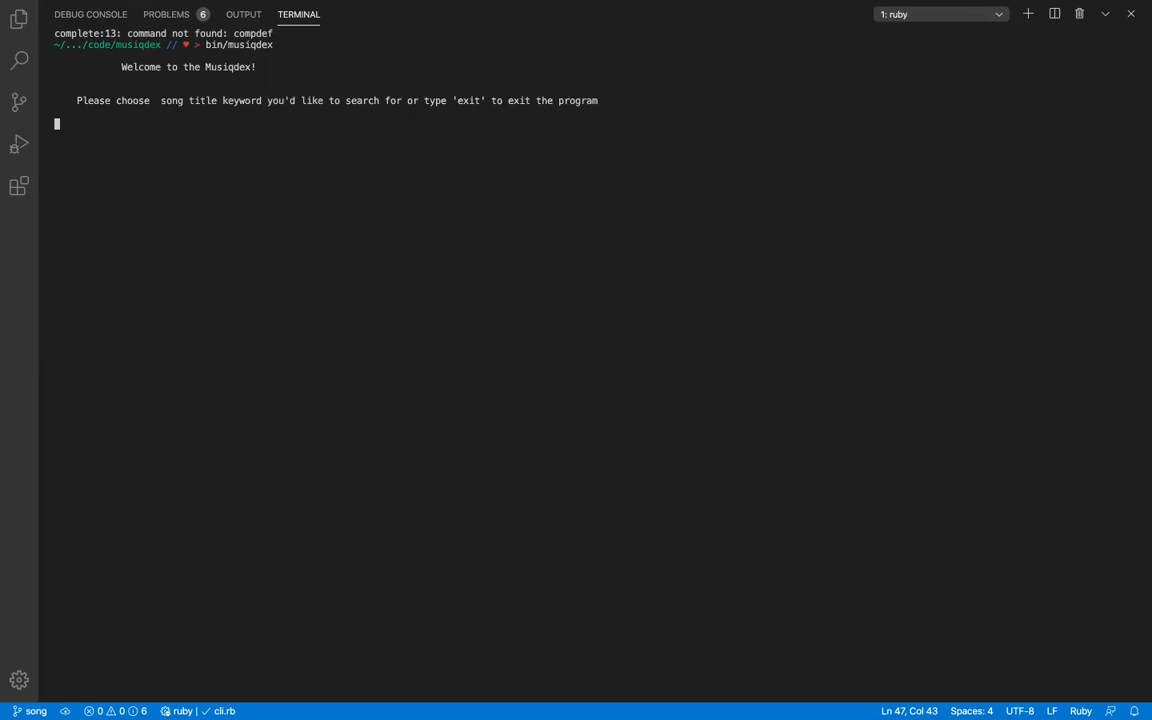 DEBUG CONSOLE PROBLEMS 6 OUTPUT TERMINAL 1: ruby
complete:13: command not found: compdef
~/.../code/musiqdex // ♥ > bin/musiqdex
Welcome to the Musiqdex!
Please choose  song title keyword you'd like to search for or type 'exit' to exit the program
song 0 0 6 ruby | ✓ cli.rb Ln 47, Col 43 Spaces: 4 UTF-8 LF Ruby